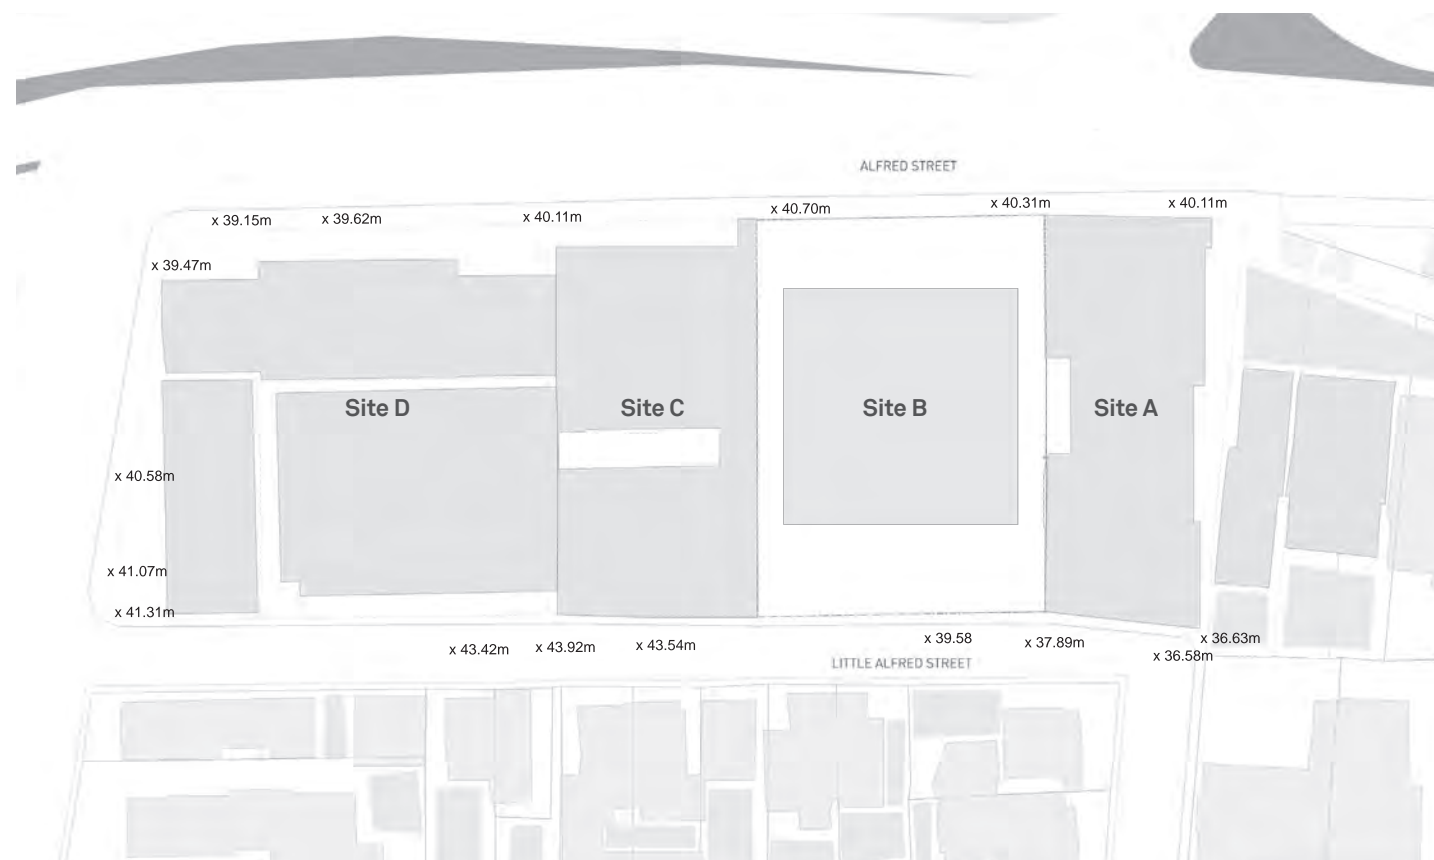 ALFRED STREET
x 39.15m
x 39.62m
x 40.11m
x 40.70m
x 40.31m
x 40.11m
x 39.47m
Site D
Site C
Site B
Site A
x 40.58m
x 41.07m
x 41.31m
x 43.42m
x 43.92m
x 43.54m
x 39.58
x 37.89m
x 36.63m
x 36.58m
LITTLE ALFRED STREET